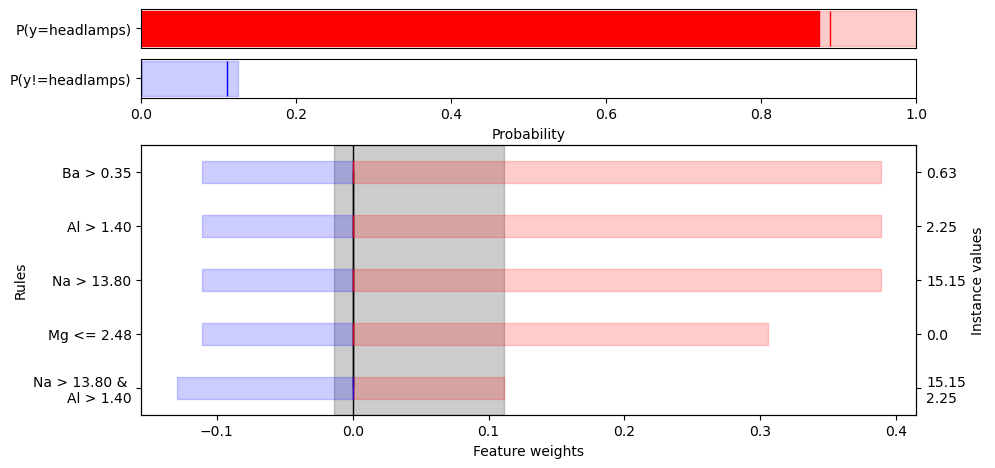 P(y=headlamps)
P(y!=headlamps)
0.0 0.2 0.4 0.6 0.8 1.0
Probability
Rules
Ba > 0.35
0.63
Al > 1.40
2.25
Na > 13.80
15.15
Mg <= 2.48
0.0
Na > 13.80 &
Al > 1.40
15.15
2.25
Instance values
−0.1 0.0 0.1 0.2 0.3 0.4
Feature weights